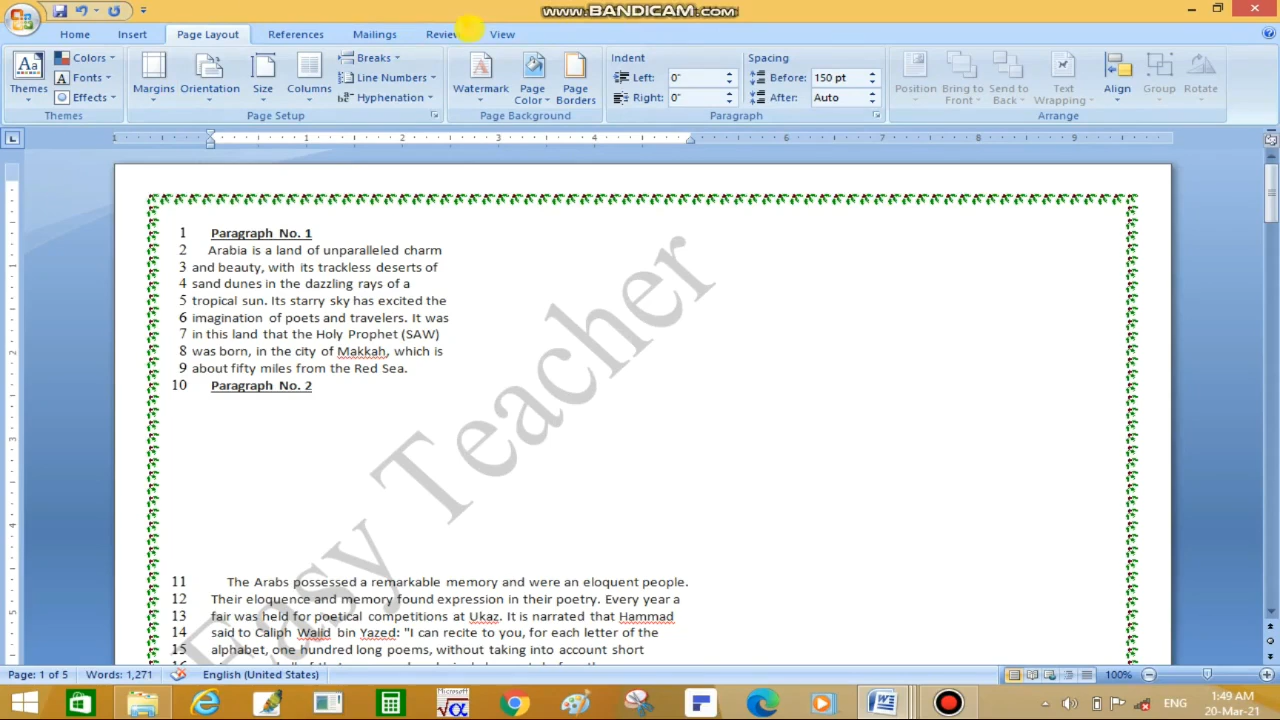 www.BANDICAM.com
Home Insert Page Layout References Mailings Review View
Themes
Colors
Fonts
Effects
Themes
Margins
Orientation
Size
Columns
Breaks
Line Numbers
Hyphenation
Page Setup
Watermark
Page Color
Page Borders
Page Background
Indent
Left: 0"
Right: 0"
Spacing
Before: 150 pt
After: Auto
Paragraph
Position
Bring to Front
Send to Back
Text Wrapping
Align
Group
Rotate
Arrange
1 1 2 3 4 6 7 8 9
1 Paragraph No. 1
2 Arabia is a land of unparalleled charm
3 and beauty, with its trackless deserts of
4 sand dunes in the dazzling rays of a
5 tropical sun. Its starry sky has excited the
6 imagination of poets and travelers. It was
7 in this land that the Holy Prophet (SAW)
8 was born, in the city of Makkah, which is
9 about fifty miles from the Red Sea.
10 Paragraph No. 2
Easy Teacher
11 The Arabs possessed a remarkable memory and were an eloquent people.
12 Their eloquence and memory found expression in their poetry. Every year a
13 fair was held for poetical competitions at Ukaz. It is narrated that Hammad
14 said to Caliph Walid bin Yazed: "I can recite to you, for each letter of the
15 alphabet, one hundred long poems, without taking into account short
Page: 1 of 5 Words: 1,271 English (United States) 100%
Microsoft
ENG
1:49 AM
20-Mar-21